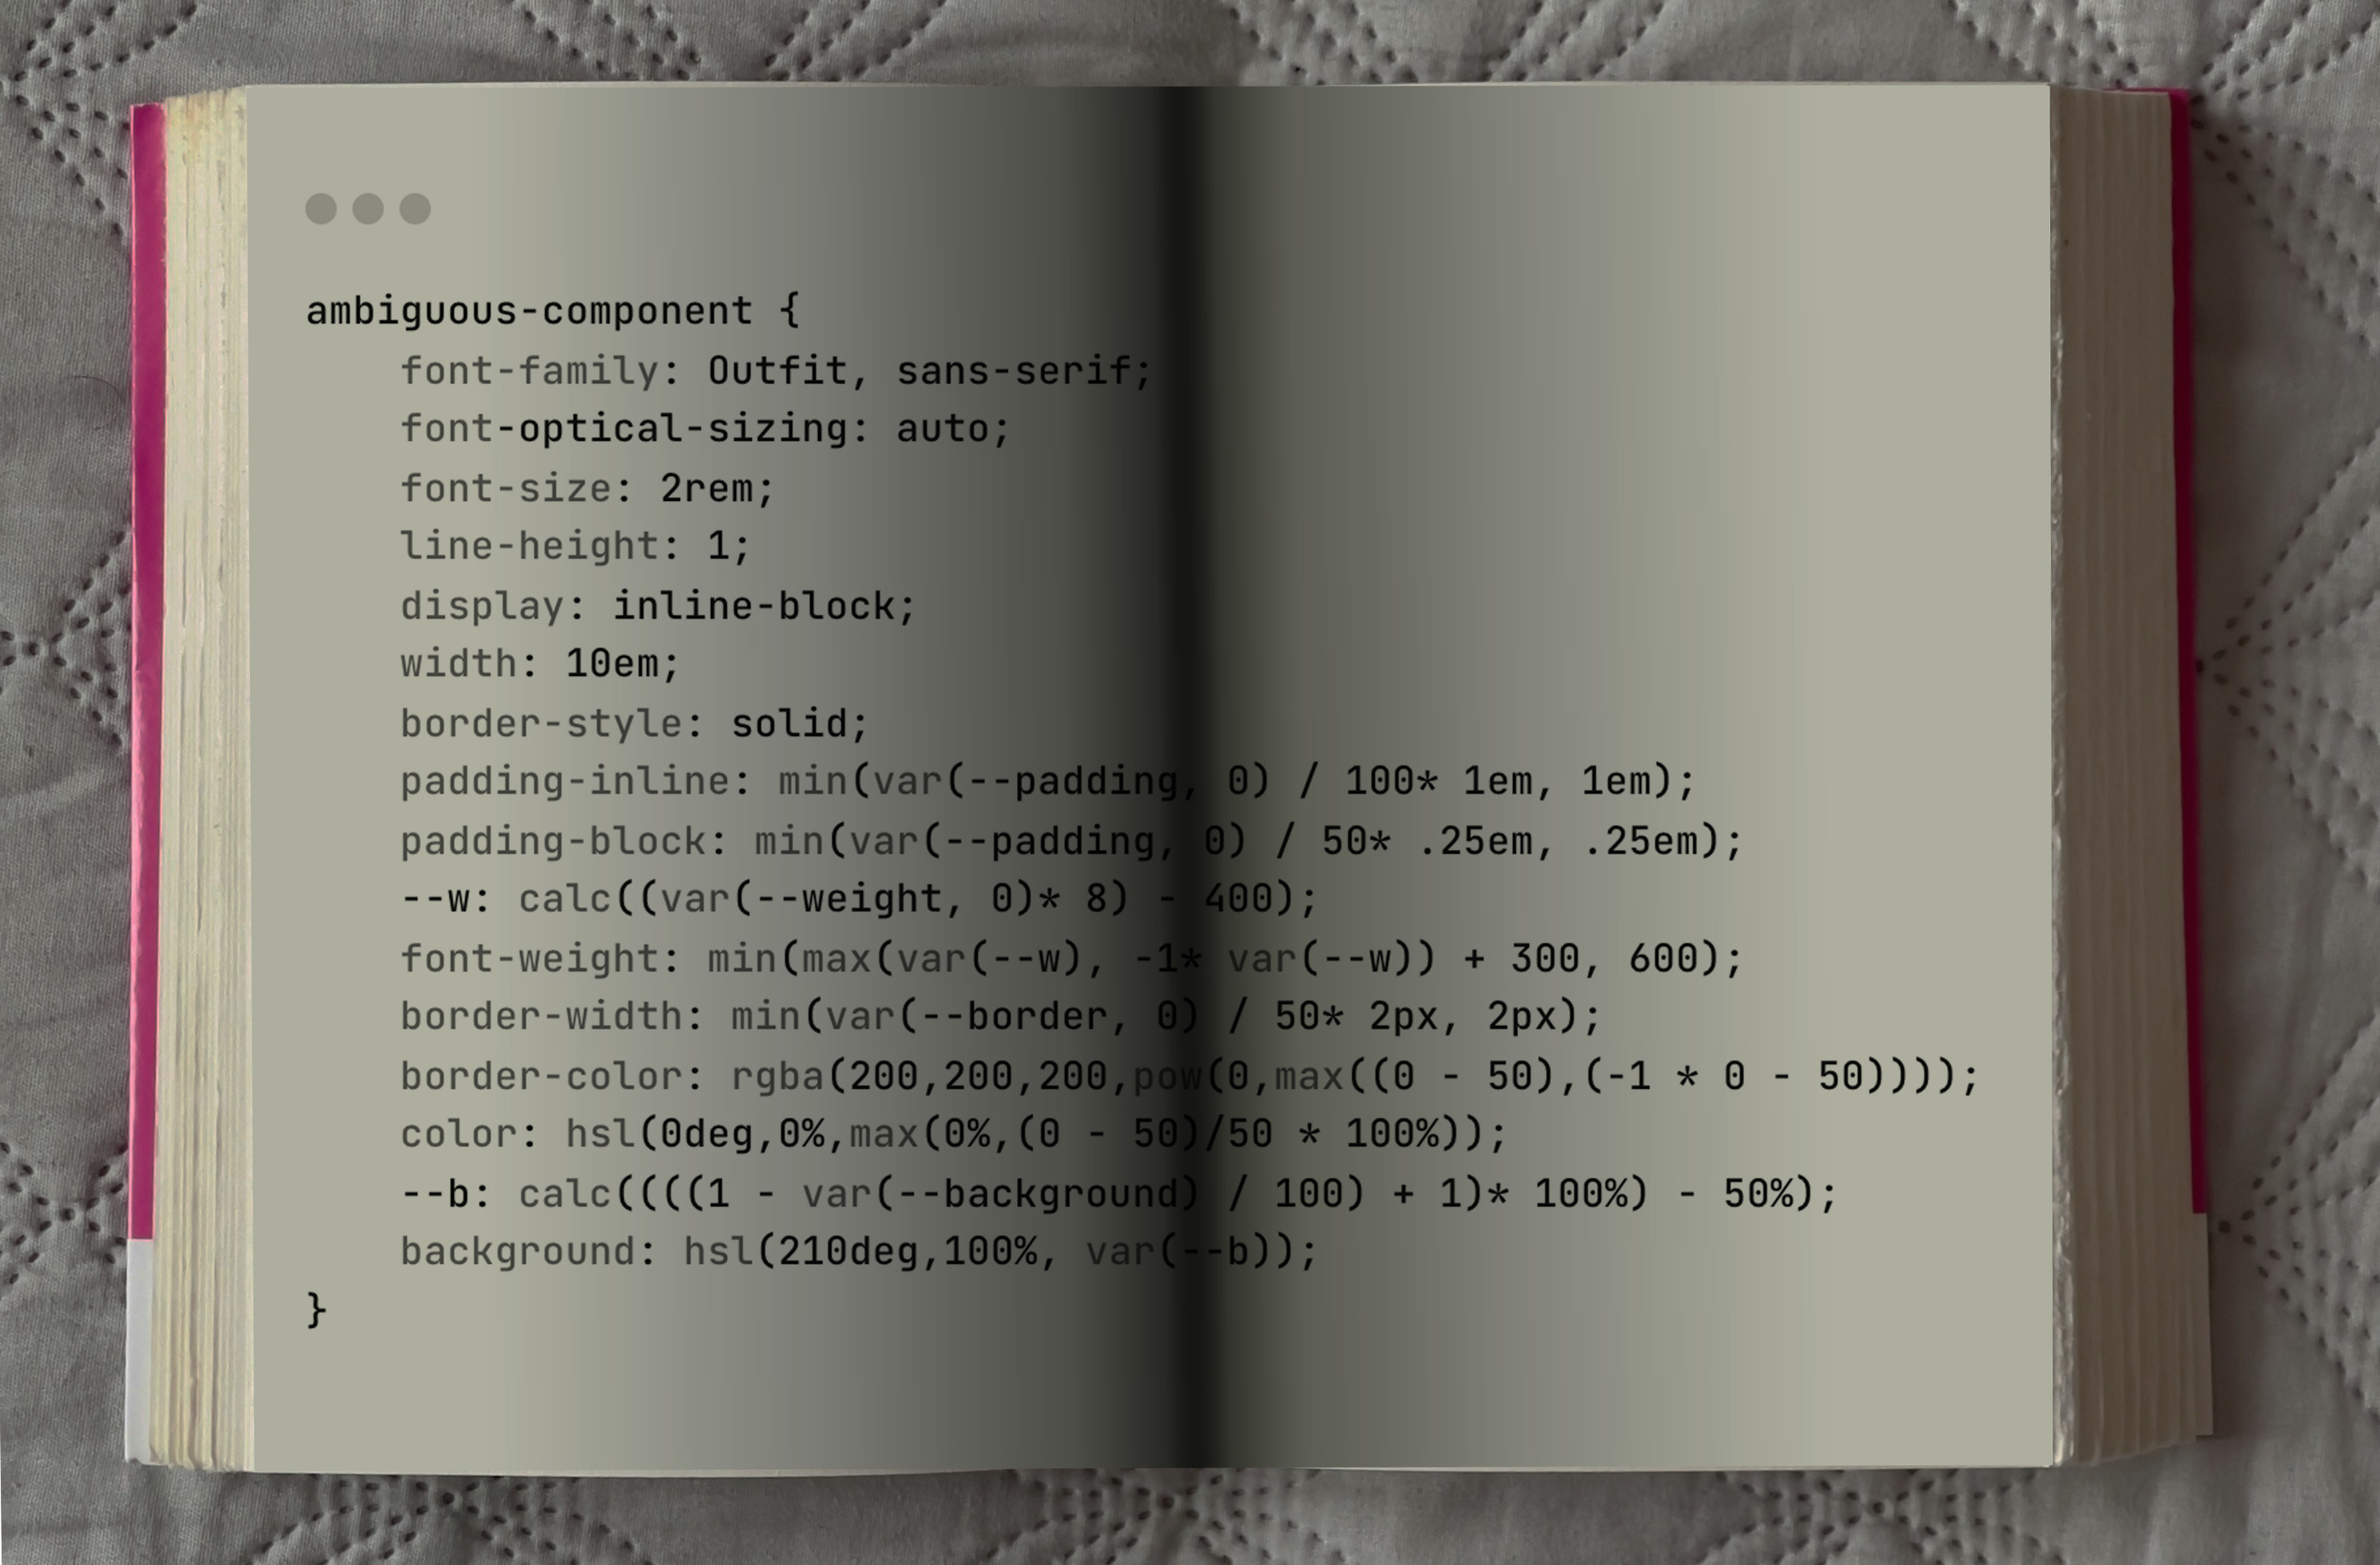 ambiguous-component {
font-family: Outfit, sans-serif;
font-optical-sizing: auto;
font-size: 2rem;
line-height: 1;
display: inline-block;
width: 10em;
border-style: solid;
padding-inline: min(var(--padding, 0) / 100* 1em, 1em);
padding-block: min(var(--padding, 0) / 50* .25em, .25em);
--w: calc((var(--weight, 0)* 8) - 400);
font-weight: min(max(var(--w), -1* var(--w)) + 300, 600);
border-width: min(var(--border, 0) / 50* 2px, 2px);
border-color: rgba(200,200,200,pow(0,max((0 - 50),(-1 * 0 - 50))));
color: hsl(0deg,0%,max(0%,(0 - 50)/50 * 100%));
--b: calc((((1 - var(--background) / 100) + 1)* 100%) - 50%);
background: hsl(210deg,100%, var(--b));
}